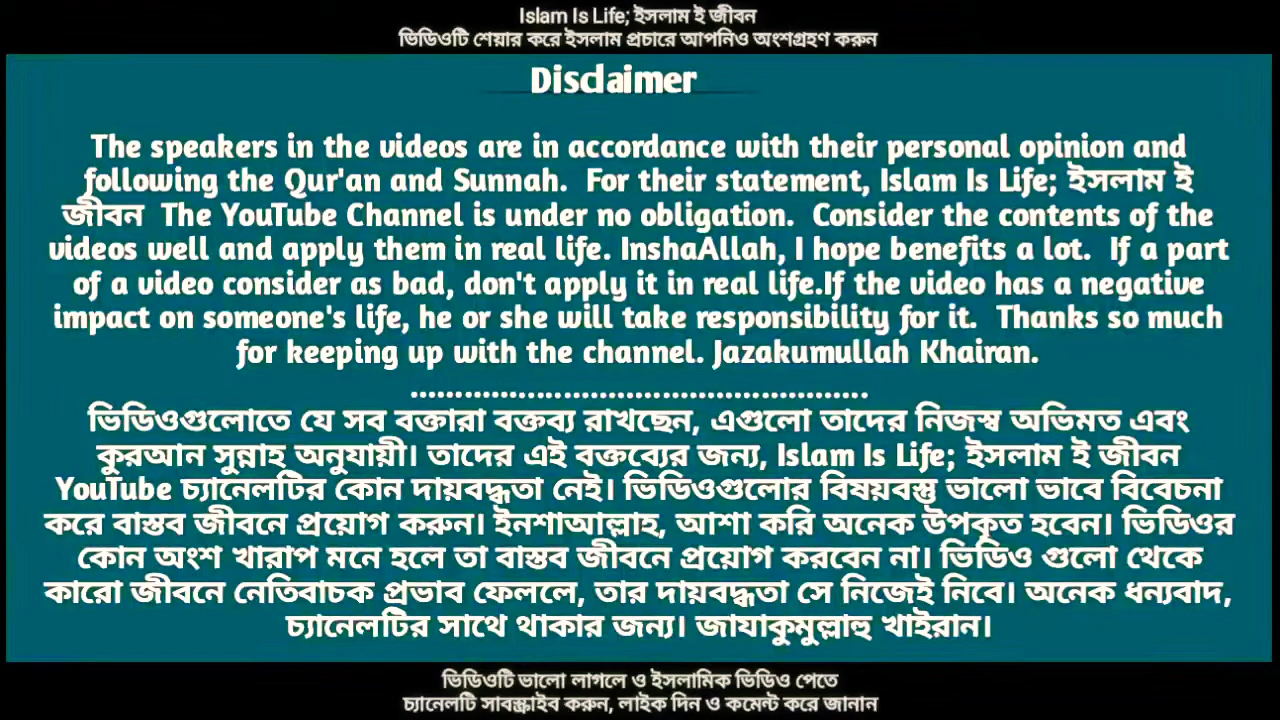 Islam Is Life; ইসলাম ই জীবন
ভিডিওটি শেয়ার করে ইসলাম প্রচারে আপনিও অংশগ্রহণ করুন
Disclaimer
The speakers in the videos are in accordance with their personal opinion and
following the Qur'an and Sunnah.  For their statement, Islam Is Life; ইসলাম ই
জীবন  The YouTube Channel is under no obligation.  Consider the contents of the
videos well and apply them in real life. InshaAllah, I hope benefits a lot.  If a part
of a video consider as bad, don't apply it in real life.If the video has a negative
impact on someone's life, he or she will take responsibility for it.  Thanks so much
for keeping up with the channel. Jazakumullah Khairan.
......................................................
ভিডিওগুলোতে যে সব বক্তারা বক্তব্য রাখছেন, এগুলো তাদের নিজস্ব অভিমত এবং
কুরআন সুন্নাহ অনুযায়ী। তাদের এই বক্তব্যের জন্য, Islam Is Life; ইসলাম ই জীবন
YouTube চ্যানেলটির কোন দায়বদ্ধতা নেই। ভিডিওগুলোর বিষয়বস্তু ভালো ভাবে বিবেচনা
করে বাস্তব জীবনে প্রয়োগ করুন। ইনশাআল্লাহ, আশা করি অনেক উপকৃত হবেন। ভিডিওর
কোন অংশ খারাপ মনে হলে তা বাস্তব জীবনে প্রয়োগ করবেন না। ভিডিও গুলো থেকে
কারো জীবনে নেতিবাচক প্রভাব ফেললে, তার দায়বদ্ধতা সে নিজেই নিবে। অনেক ধন্যবাদ,
চ্যানেলটির সাথে থাকার জন্য। জাযাকুমুল্লাহু খাইরান।
ভিডিওটি ভালো লাগলে ও ইসলামিক ভিডিও পেতে
চ্যানেলটি সাবস্ক্রাইব করুন, লাইক দিন ও কমেন্ট করে জানান